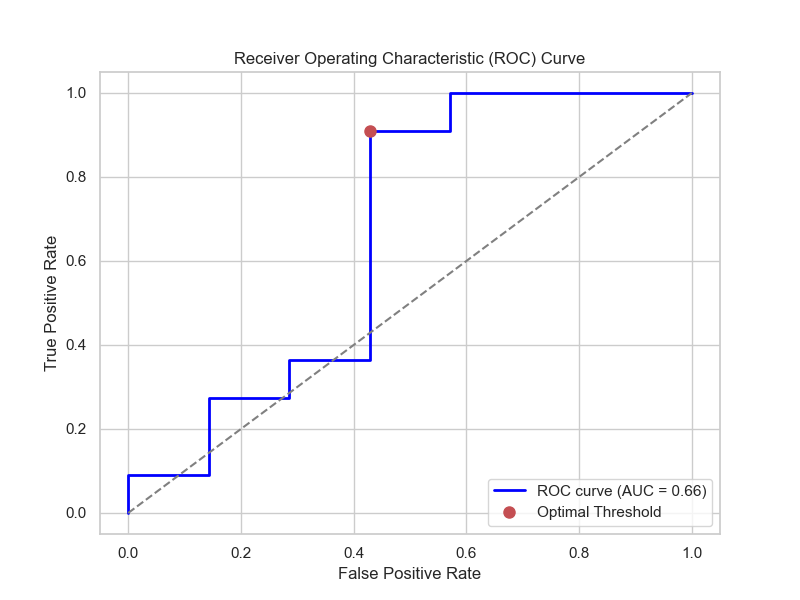 Receiver Operating Characteristic (ROC) Curve
True Positive Rate
1.0
0.8
0.6
0.4
0.2
0.0
ROC curve (AUC = 0.66)
Optimal Threshold
0.0 0.2 0.4 0.6 0.8 1.0
False Positive Rate